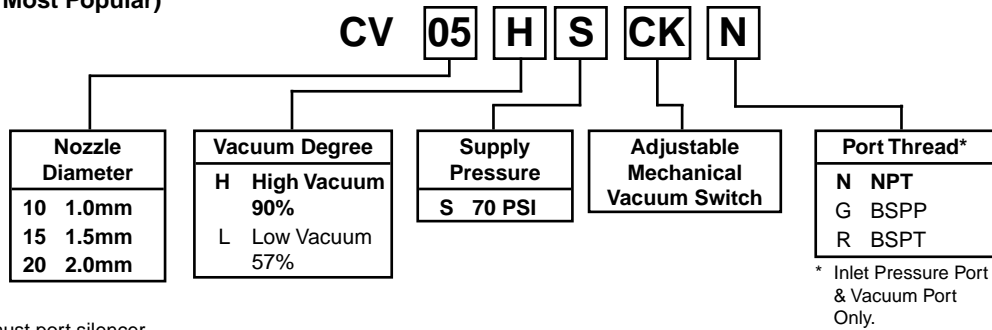 Most Popular)
CV 05 H S CK N
Nozzle
Diameter
10 1.0mm
15 1.5mm
20 2.0mm
Vacuum Degree
H High Vacuum
90%
L Low Vacuum
57%
Supply
Pressure
S 70 PSI
Adjustable
Mechanical
Vacuum Switch
Port Thread*
N NPT
G BSPP
R BSPT
* Inlet Pressure Port
& Vacuum Port
Only.
ust port silencer